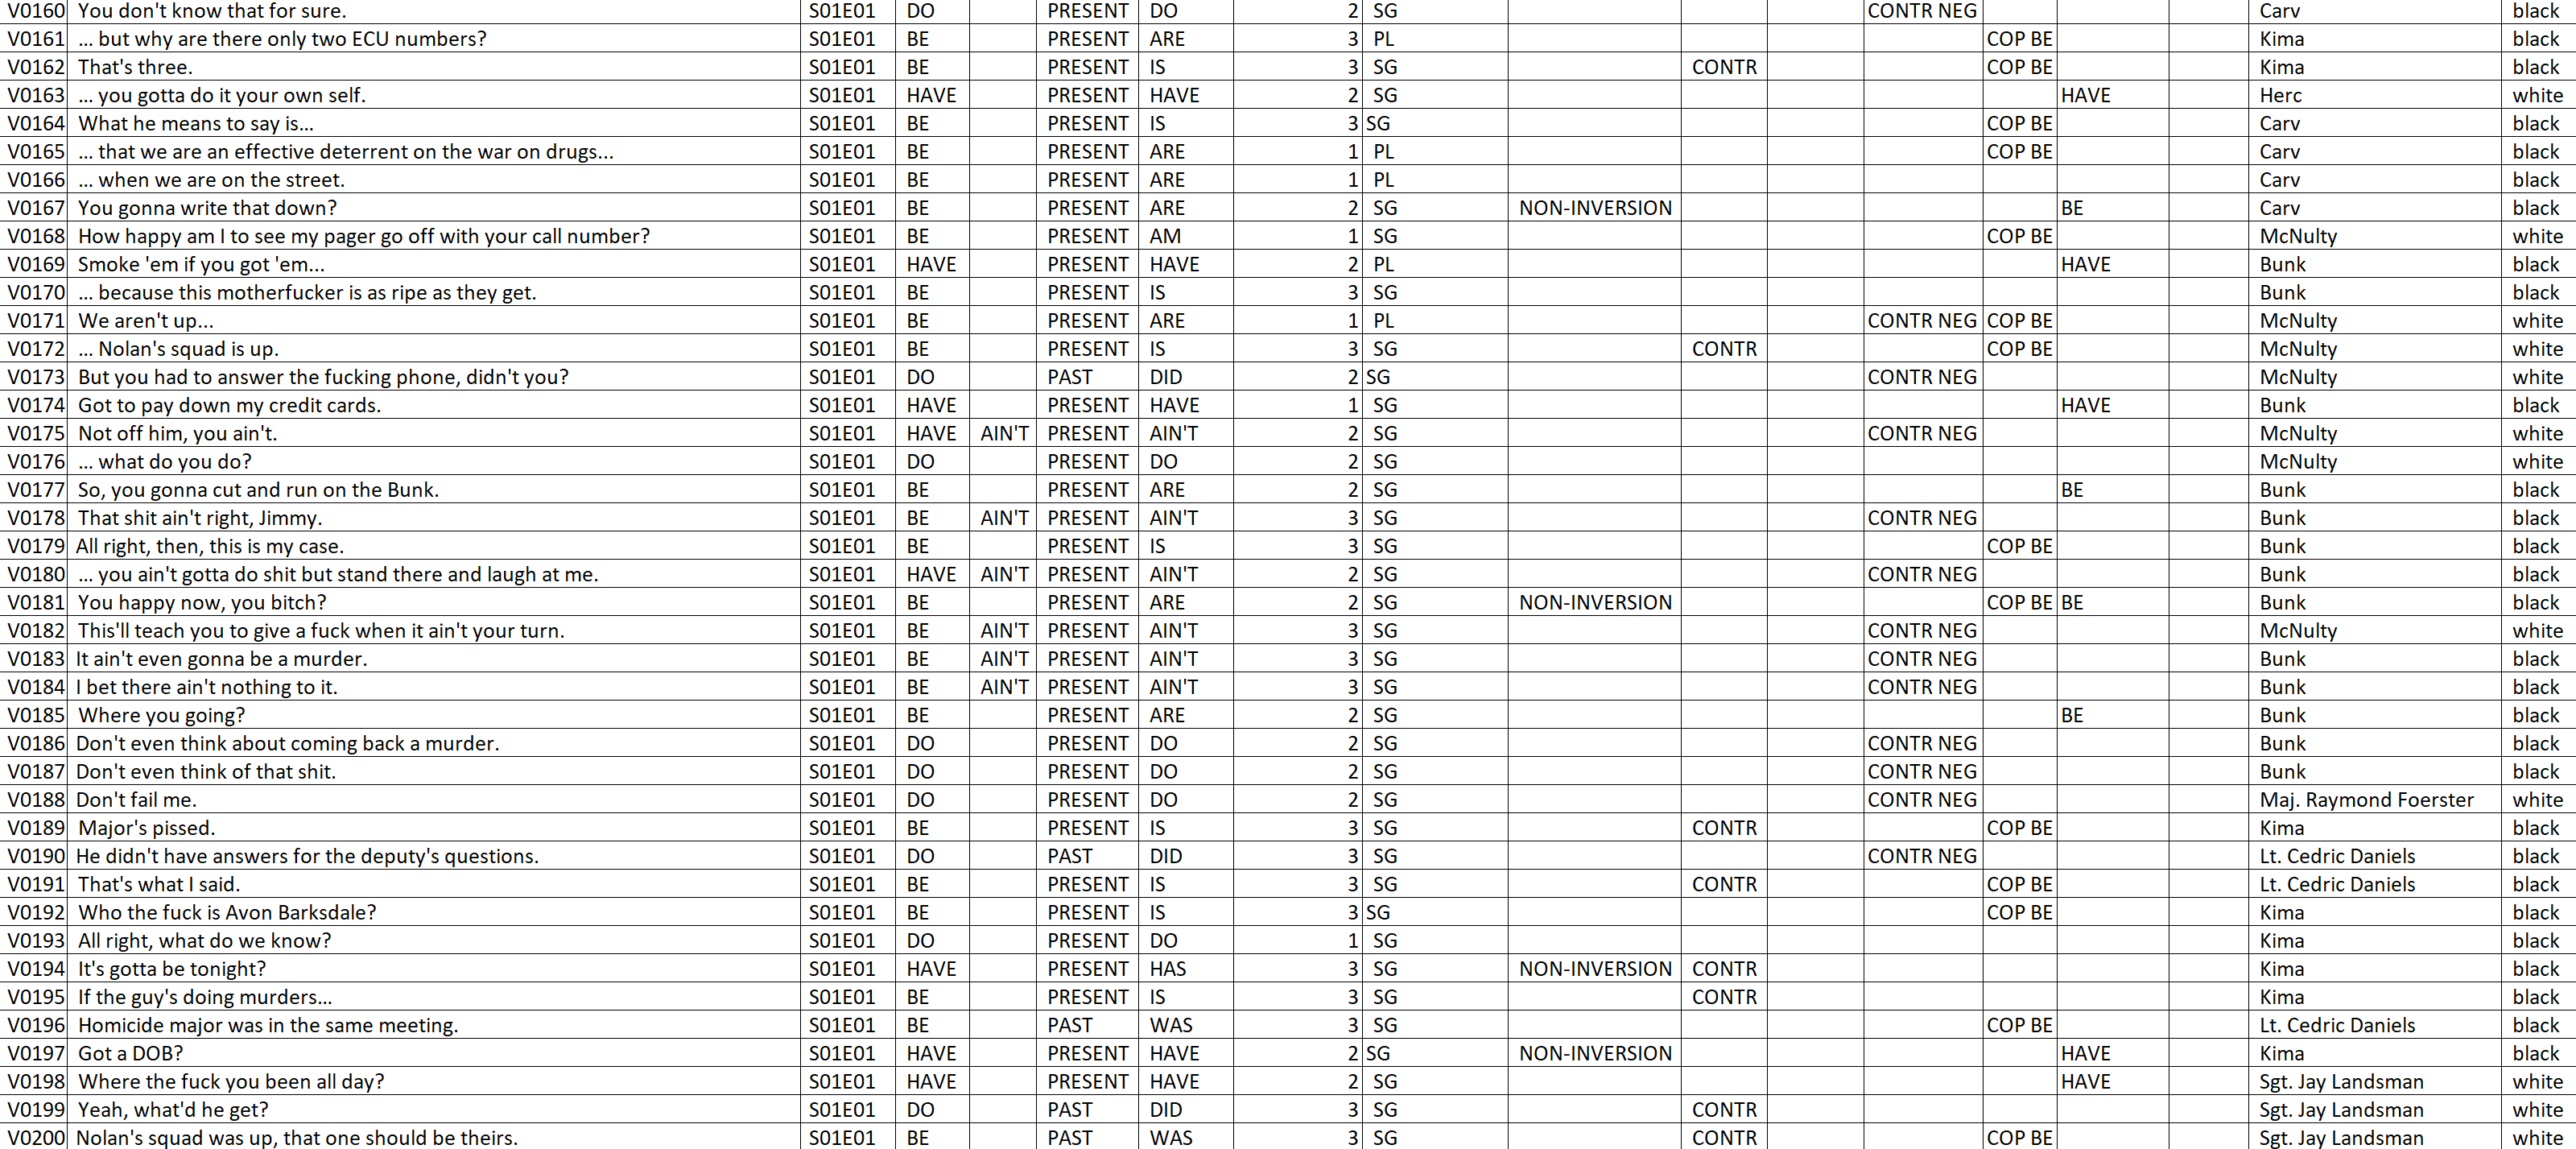 V0160 You don't know that for sure. S01E01 DO PRESENT DO 2 SG CONTR NEG Carv black
V0161 ... but why are there only two ECU numbers? S01E01 BE PRESENT ARE 3 PL COP BE Kima black
V0162 That's three. S01E01 BE PRESENT IS 3 SG CONTR COP BE Kima black
V0163 ... you gotta do it your own self. S01E01 HAVE PRESENT HAVE 2 SG HAVE Herc white
V0164 What he means to say is... S01E01 BE PRESENT IS 3 SG COP BE Carv black
V0165 ... that we are an effective deterrent on the war on drugs... S01E01 BE PRESENT ARE 1 PL COP BE Carv black
V0166 ... when we are on the street. S01E01 BE PRESENT ARE 1 PL Carv black
V0167 You gonna write that down? S01E01 BE PRESENT ARE 2 SG NON-INVERSION BE Carv black
V0168 How happy am I to see my pager go off with your call number? S01E01 BE PRESENT AM 1 SG COP BE McNulty white
V0169 Smoke 'em if you got 'em... S01E01 HAVE PRESENT HAVE 2 PL HAVE Bunk black
V0170 ... because this motherfucker is as ripe as they get. S01E01 BE PRESENT IS 3 SG Bunk black
V0171 We aren't up... S01E01 BE PRESENT ARE 1 PL CONTR NEG COP BE McNulty white
V0172 ... Nolan's squad is up. S01E01 BE PRESENT IS 3 SG CONTR COP BE McNulty white
V0173 But you had to answer the fucking phone, didn't you? S01E01 DO PAST DID 2 SG CONTR NEG McNulty white
V0174 Got to pay down my credit cards. S01E01 HAVE PRESENT HAVE 1 SG HAVE Bunk black
V0175 Not off him, you ain't. S01E01 HAVE AIN'T PRESENT AIN'T 2 SG CONTR NEG McNulty white
V0176 ... what do you do? S01E01 DO PRESENT DO 2 SG McNulty white
V0177 So, you gonna cut and run on the Bunk. S01E01 BE PRESENT ARE 2 SG BE Bunk black
V0178 That shit ain't right, Jimmy. S01E01 BE AIN'T PRESENT AIN'T 3 SG CONTR NEG Bunk black
V0179 All right, then, this is my case. S01E01 BE PRESENT IS 3 SG COP BE Bunk black
V0180 ... you ain't gotta do shit but stand there and laugh at me. S01E01 HAVE AIN'T PRESENT AIN'T 2 SG CONTR NEG Bunk black
V0181 You happy now, you bitch? S01E01 BE PRESENT ARE 2 SG NON-INVERSION COP BE BE Bunk black
V0182 This'll teach you to give a fuck when it ain't your turn. S01E01 BE AIN'T PRESENT AIN'T 3 SG CONTR NEG McNulty white
V0183 It ain't even gonna be a murder. S01E01 BE AIN'T PRESENT AIN'T 3 SG CONTR NEG Bunk black
V0184 I bet there ain't nothing to it. S01E01 BE AIN'T PRESENT AIN'T 3 SG CONTR NEG Bunk black
V0185 Where you going? S01E01 BE PRESENT ARE 2 SG BE Bunk black
V0186 Don't even think about coming back a murder. S01E01 DO PRESENT DO 2 SG CONTR NEG Bunk black
V0187 Don't even think of that shit. S01E01 DO PRESENT DO 2 SG CONTR NEG Bunk black
V0188 Don't fail me. S01E01 DO PRESENT DO 2 SG CONTR NEG Maj. Raymond Foerster white
V0189 Major's pissed. S01E01 BE PRESENT IS 3 SG CONTR COP BE Kima black
V0190 He didn't have answers for the deputy's questions. S01E01 DO PAST DID 3 SG CONTR NEG Lt. Cedric Daniels black
V0191 That's what I said. S01E01 BE PRESENT IS 3 SG CONTR COP BE Lt. Cedric Daniels black
V0192 Who the fuck is Avon Barksdale? S01E01 BE PRESENT IS 3 SG COP BE Kima black
V0193 All right, what do we know? S01E01 DO PRESENT DO 1 SG Kima black
V0194 It's gotta be tonight? S01E01 HAVE PRESENT HAS 3 SG NON-INVERSION CONTR Kima black
V0195 If the guy's doing murders... S01E01 BE PRESENT IS 3 SG CONTR Kima black
V0196 Homicide major was in the same meeting. S01E01 BE PAST WAS 3 SG COP BE Lt. Cedric Daniels black
V0197 Got a DOB? S01E01 HAVE PRESENT HAVE 2 SG NON-INVERSION HAVE Kima black
V0198 Where the fuck you been all day? S01E01 HAVE PRESENT HAVE 2 SG HAVE Sgt. Jay Landsman white
V0199 Yeah, what'd he get? S01E01 DO PAST DID 3 SG CONTR Sgt. Jay Landsman white
V0200 Nolan's squad was up, that one should be theirs. S01E01 BE PAST WAS 3 SG CONTR COP BE Sgt. Jay Landsman white